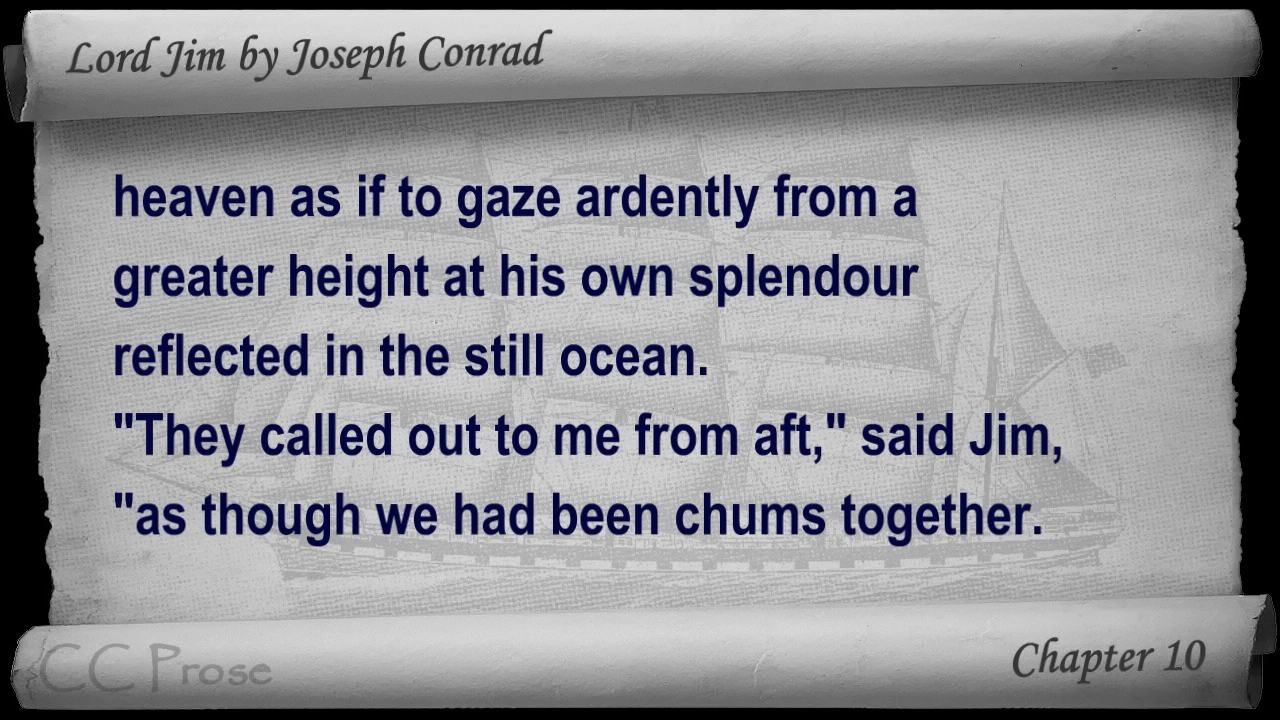 Lord Jim by Joseph Conrad
heaven as if to gaze ardently from a
greater height at his own splendour
reflected in the still ocean.
"They called out to me from aft," said Jim,
"as though we had been chums together.
CC Prose
Chapter 10